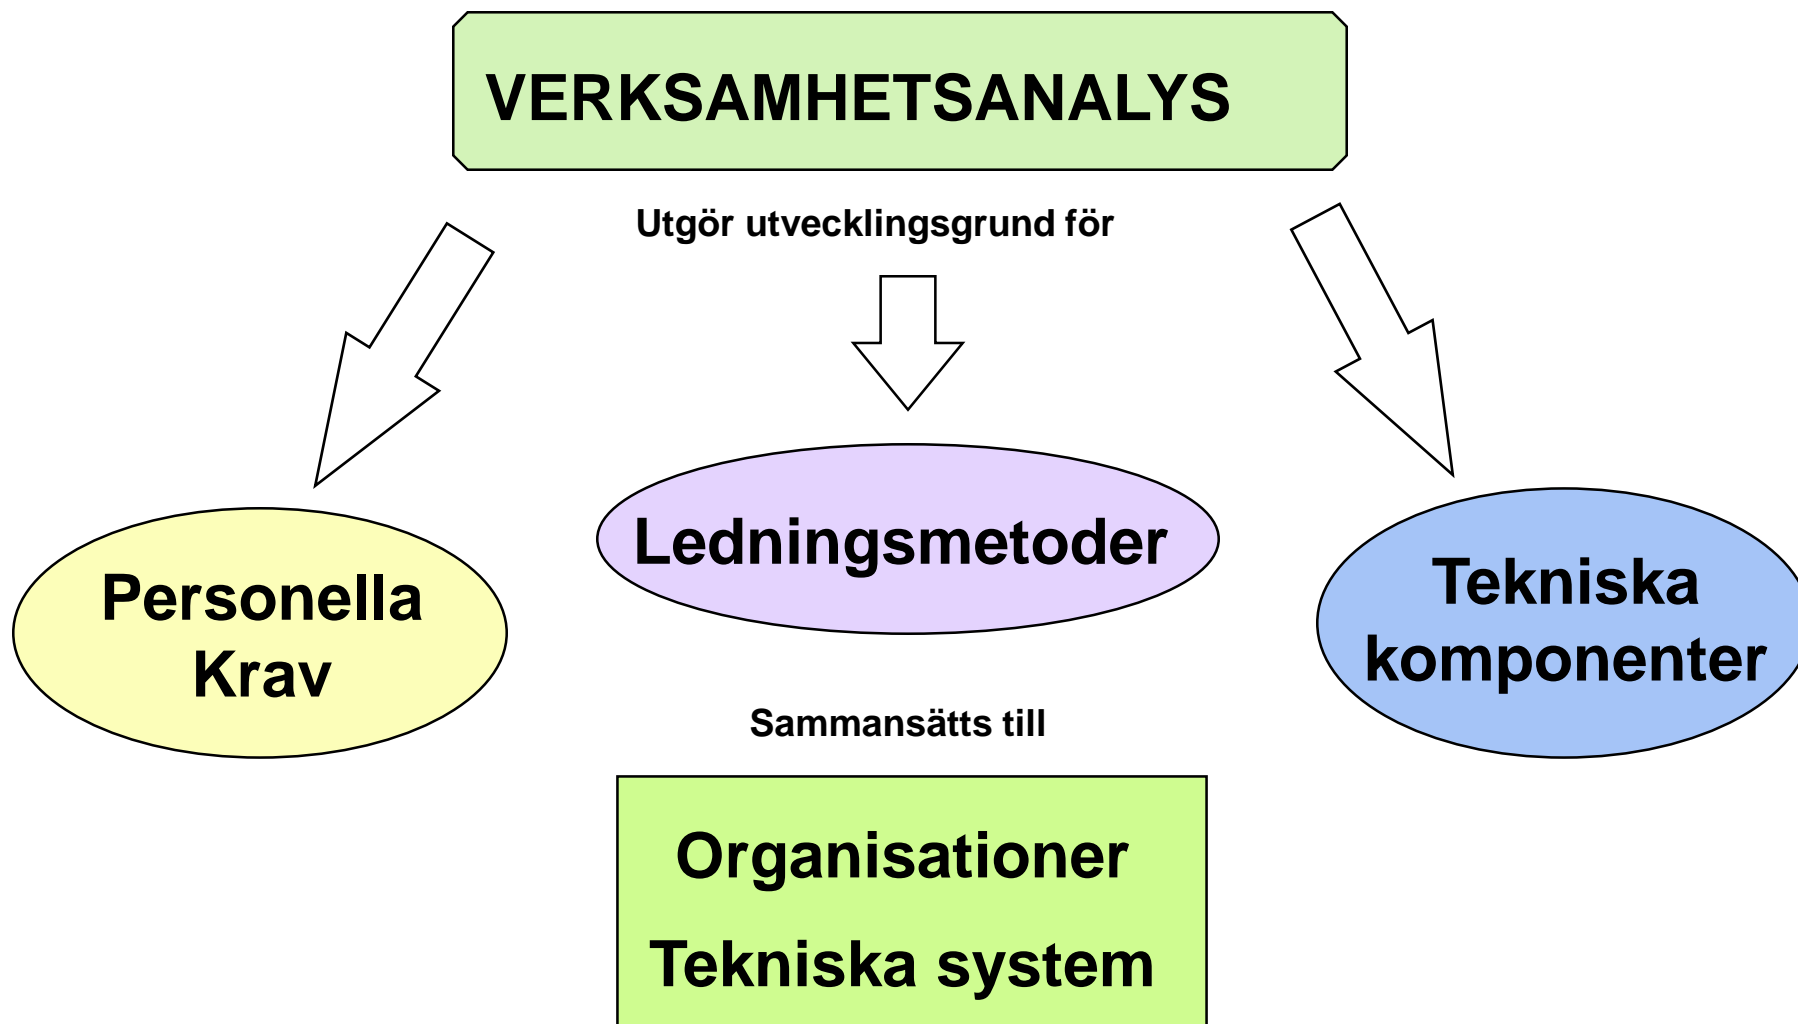 VERKSAMHETSANALYS
Utgör utvecklingsgrund för
Personella
Krav
Ledningsmetoder
Tekniska
komponenter
Sammansätts till
Organisationer
Tekniska system